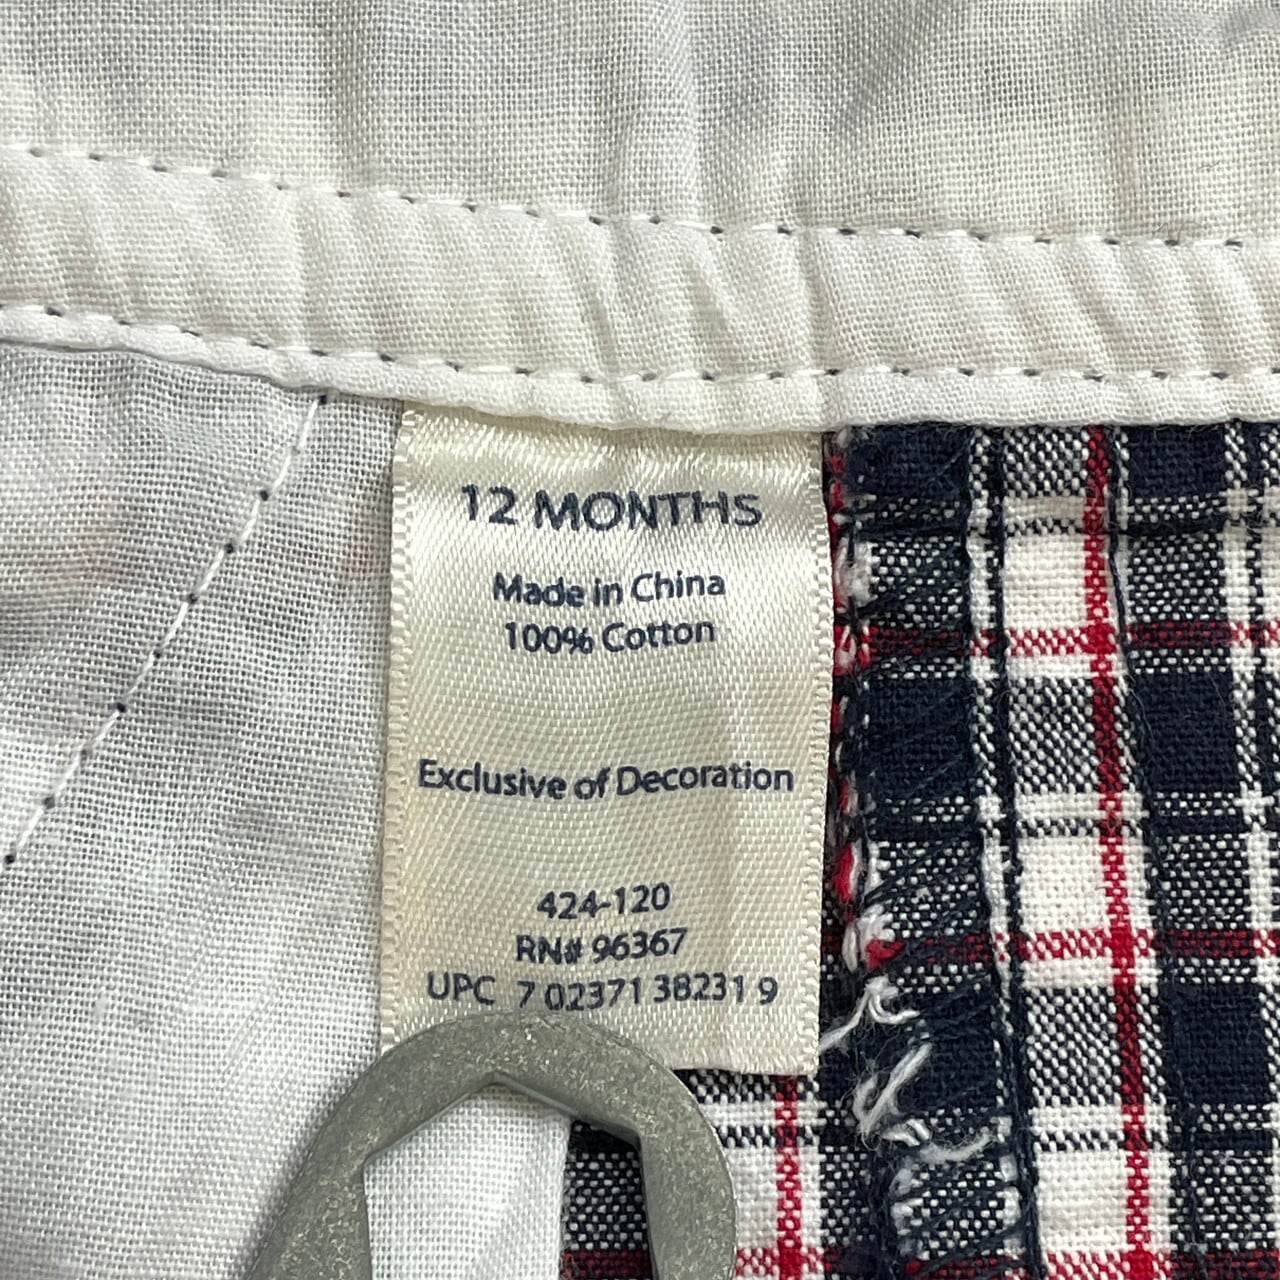 12 MONTHS
Made in China
100% Cotton
Exclusive of Decoration
424-120
RN# 96367
UPC 7 02371 38231 9